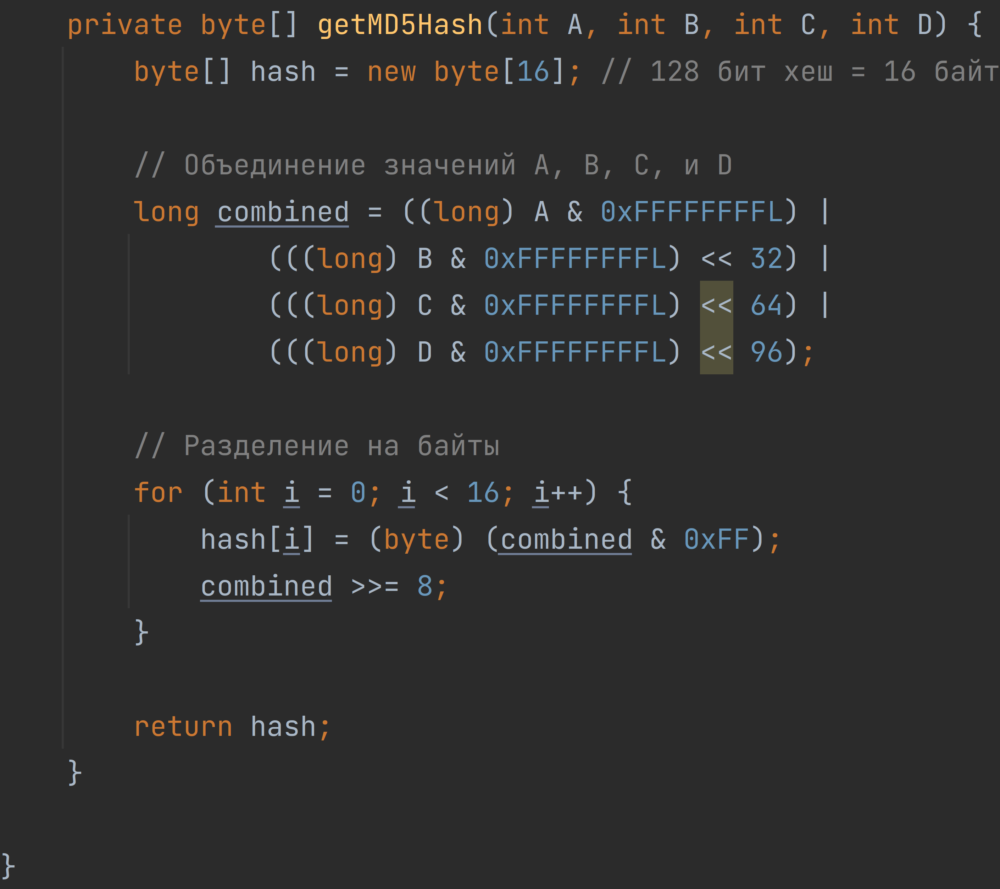 private byte[] getMD5Hash(int A, int B, int C, int D) {
byte[] hash = new byte[16]; // 128 бит хеш = 16 байт
// Объединение значений A, B, C, и D
long combined = ((long) A & 0xFFFFFFFFL) |
(((long) B & 0xFFFFFFFFL) << 32) |
(((long) C & 0xFFFFFFFFL) << 64) |
(((long) D & 0xFFFFFFFFL) << 96);
// Разделение на байты
for (int i = 0; i < 16; i++) {
hash[i] = (byte) (combined & 0xFF);
combined >>= 8;
}
return hash;
}
}